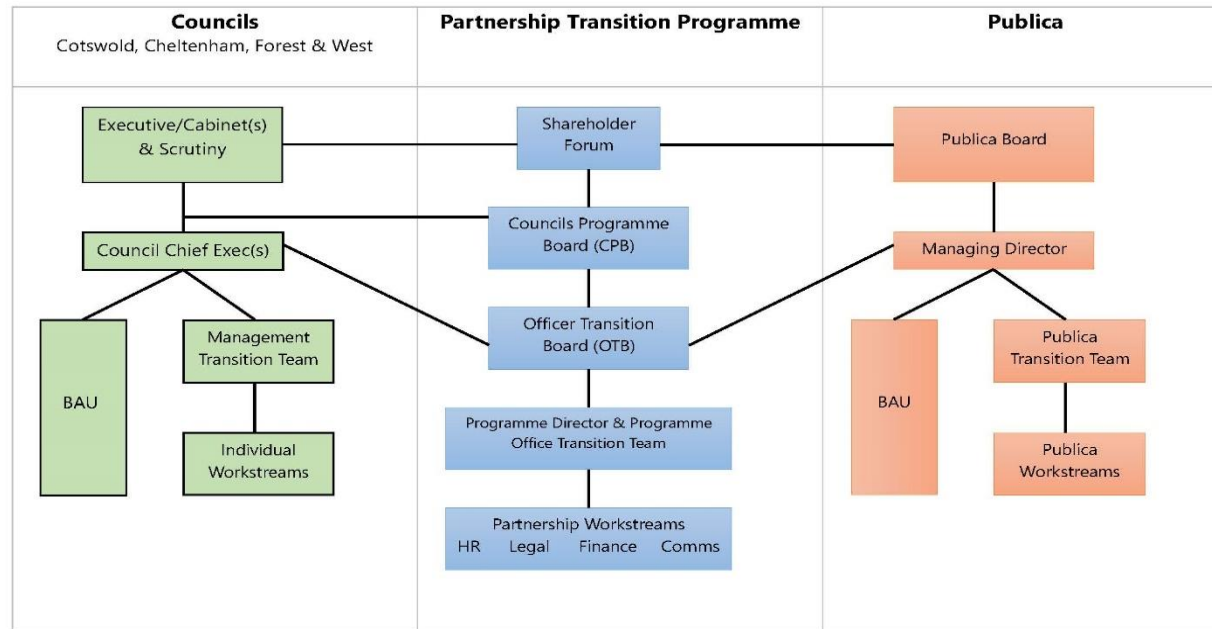 Councils
Cotswold, Cheltenham, Forest & West
Partnership Transition Programme
Publica
Executive/Cabinet(s)
& Scrutiny
Council Chief Exec(s)
BAU
Management
Transition Team
Individual
Workstreams
Shareholder
Forum
Councils Programme
Board (CPB)
Officer Transition
Board (OTB)
Programme Director & Programme
Office Transition Team
Partnership Workstreams
HR Legal Finance Comms
Publica Board
Managing Director
BAU
Publica
Transition Team
Publica
Workstreams